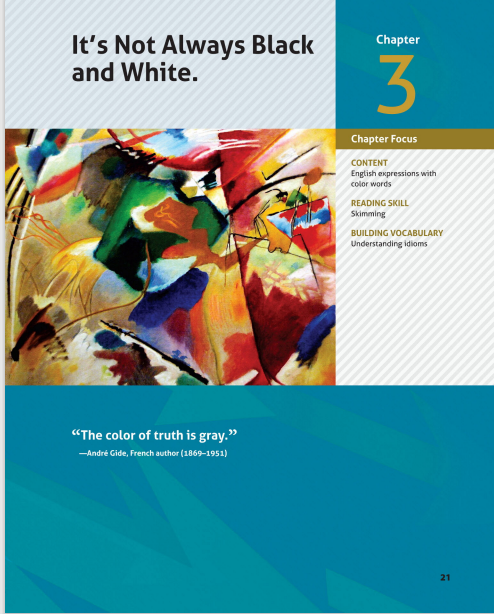 It's Not Always Black
and White.
Chapter
3
Chapter Focus
CONTENT
English expressions with
color words
READING SKILL
Skimming
BUILDING VOCABULARY
Understanding idioms
“The color of truth is gray.”
—André Gide, French author (1869–1951)
21